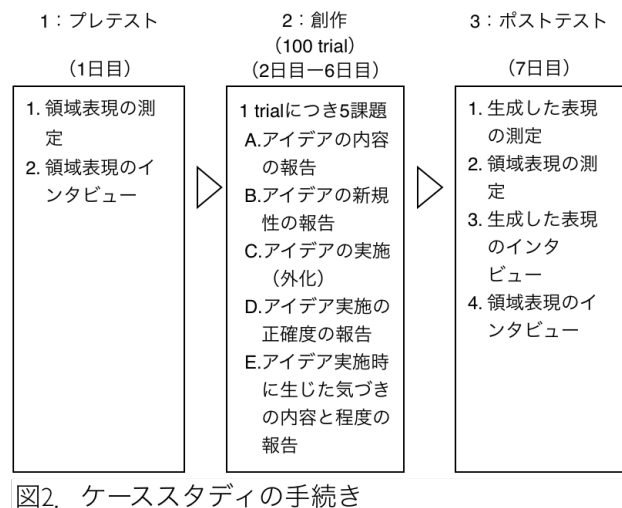 1：プレテスト
（1日目）
1. 領域表現の測
定
2. 領域表現のイ
ンタビュー
2：創作
（100 trial）
（2日目ー6日目）
1 trialにつき5課題
A.アイデアの内容
の報告
B.アイデアの新規
性の報告
C.アイデアの実施
（外化）
D.アイデア実施の
正確度の報告
E.アイデア実施時
に生じた気づき
の内容と程度の
報告
3：ポストテスト
（7日目）
1. 生成した表現
の測定
2. 領域表現の測
定
3. 生成した表現
のインタ
ビュー
4. 領域表現のイ
ンタビュー
図2．ケーススタディの手続き